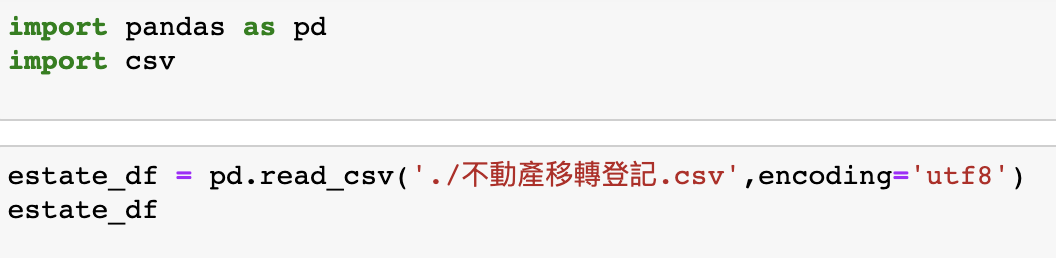 import pandas as pd
import csv
estate_df = pd.read_csv('./不動產移轉登記.csv',encoding='utf8')
estate_df